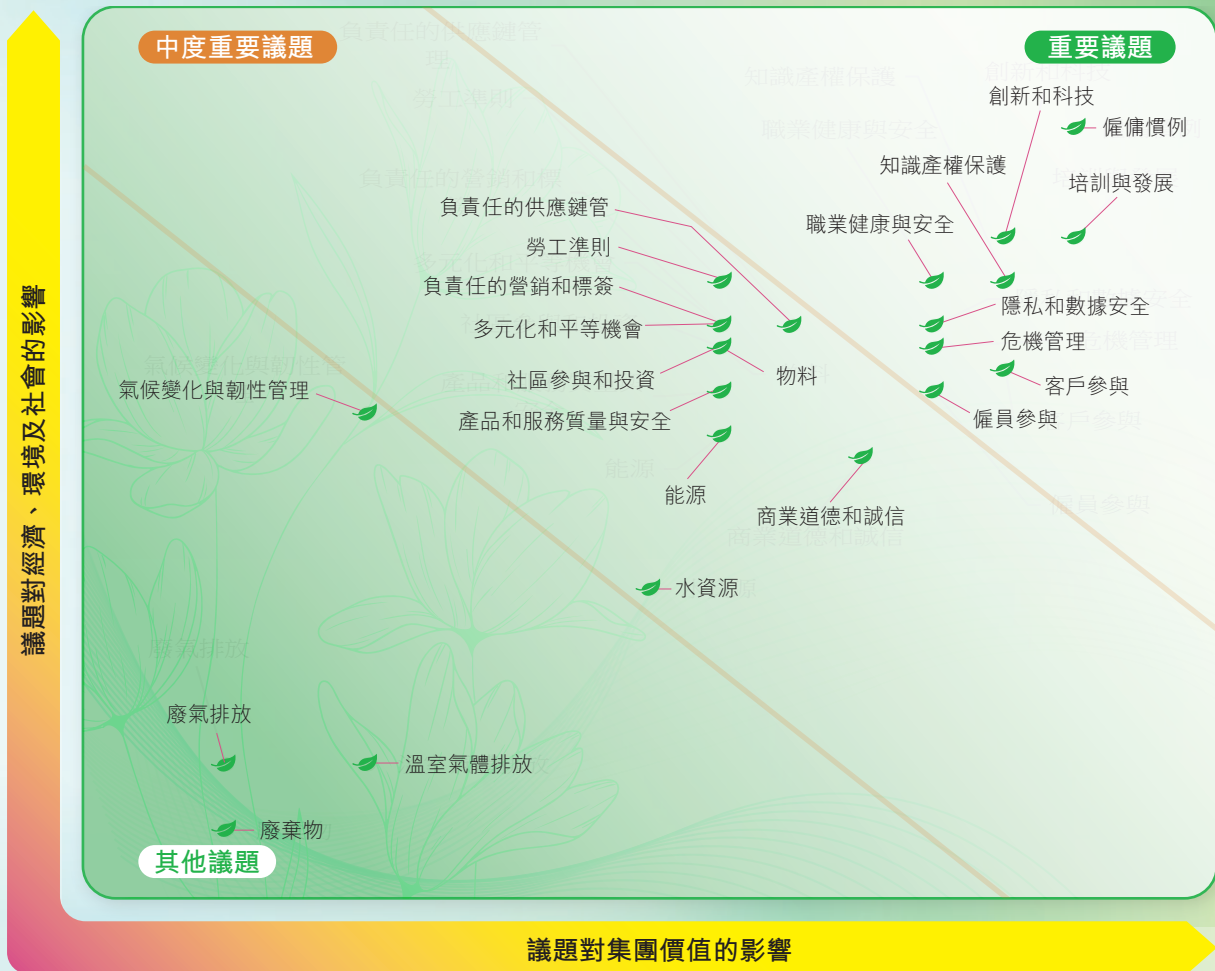 中度重要議題
重要議題
創新和科技
僱傭慣例
知識產權保護
培訓與發展
負責任的供應鏈管
職業健康與安全
勞工準則
負責任的營銷和標簽
隱私和數據安全
多元化和平等機會
危機管理
社區參與和投資
物料
氣候變化與韌性管理
客戶參與
產品和服務質量與安全
僱員參與
能源
商業道德和誠信
水資源
廢氣排放
溫室氣體排放
廢棄物
其他議題
議題對經濟、環境及社會的影響
議題對集團價值的影響